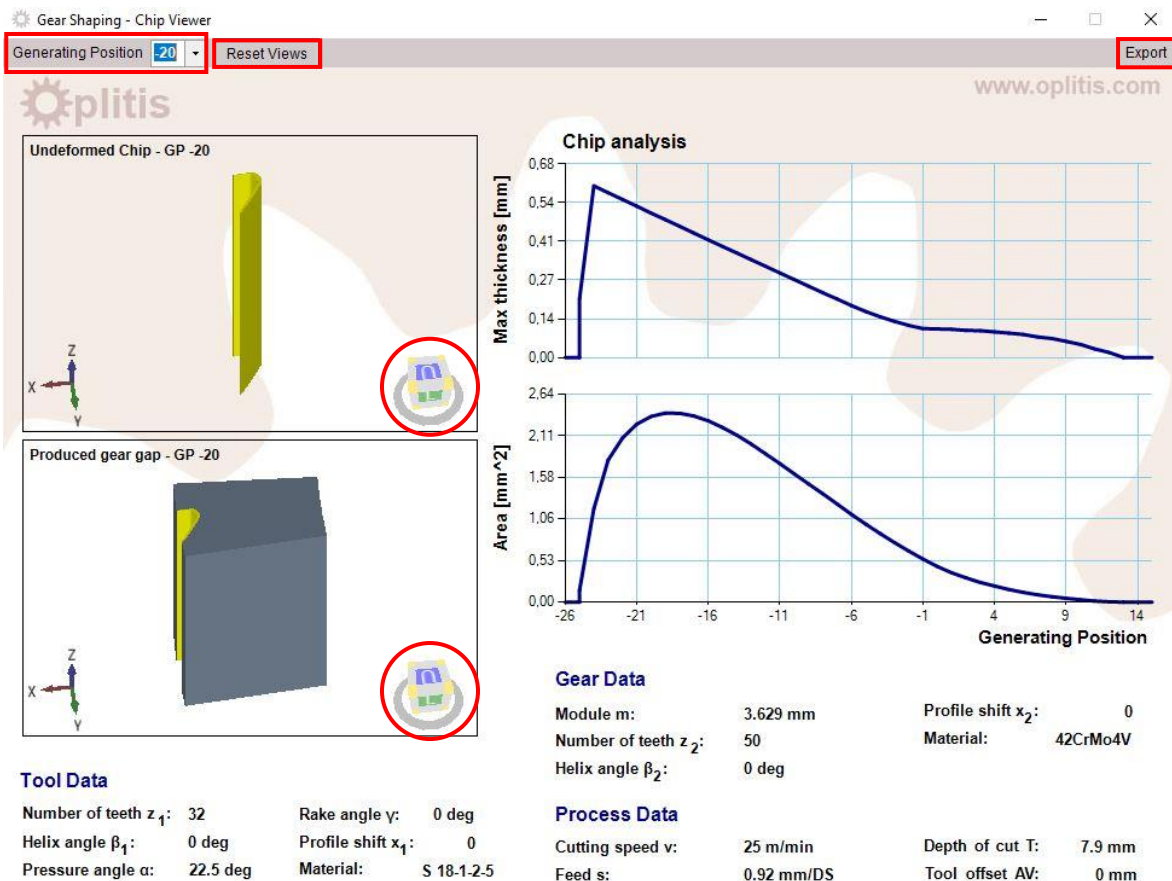 Gear Shaping - Chip Viewer
Generating Position -20 Reset Views Export
Oplitis www.oplitis.com
Undeformed Chip - GP -20
Z
X
Y
Produced gear gap - GP -20
Z
X
Y
Chip analysis
Max thickness [mm]
0,68
0,54
0,41
0,27
0,14
0,00
Area [mm^2]
2.64
2,11
1,58
1,06
0,53
0,00
-26 -21 -16 -11 -6 -1 4 9 14
Generating Position
Tool Data
Number of teeth z1: 32 Rake angle γ: 0 deg
Helix angle β1: 0 deg Profile shift x1: 0
Pressure angle α: 22.5 deg Material: S 18-1-2-5
Gear Data
Module m: 3.629 mm Profile shift x2: 0
Number of teeth z2: 50 Material: 42CrMo4V
Helix angle β2: 0 deg
Process Data
Cutting speed v: 25 m/min Depth of cut T: 7.9 mm
Feed s: 0.92 mm/DS Tool offset AV: 0 mm